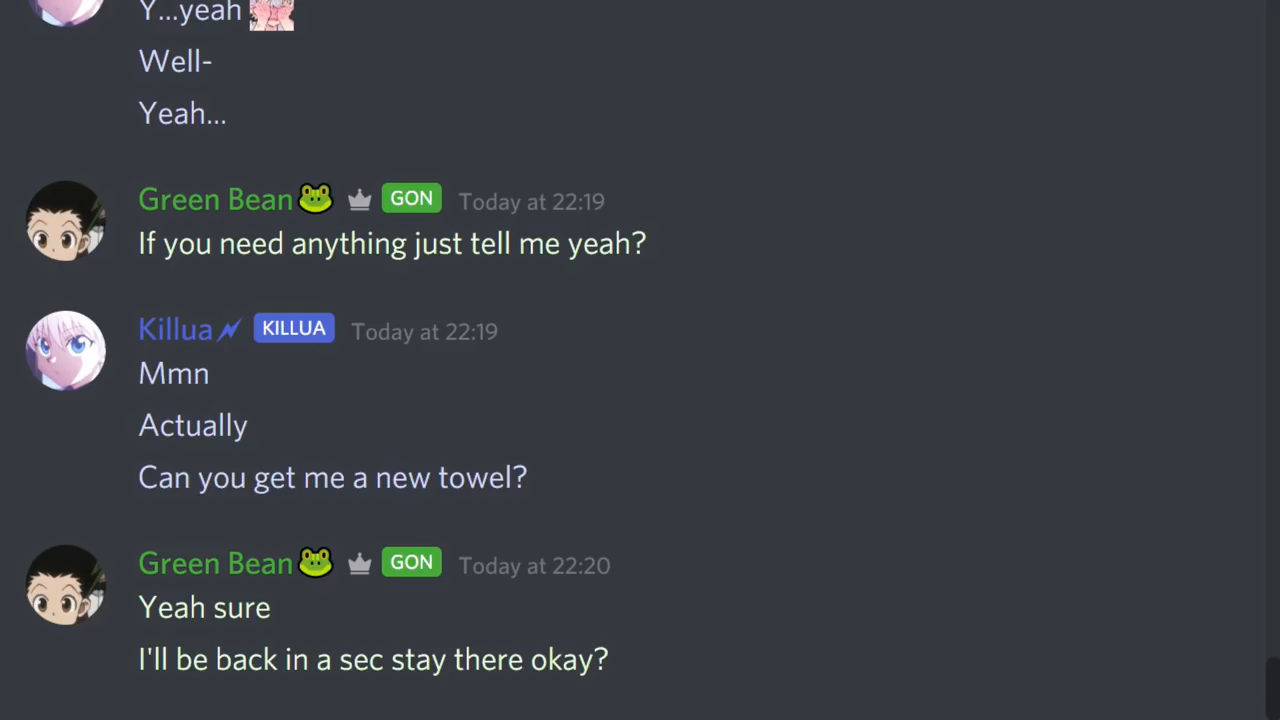 Y...yeah
Well-
Yeah...
Green Bean🐸 GON Today at 22:19
If you need anything just tell me yeah?
Killua KILLUA Today at 22:19
Mmn
Actually
Can you get me a new towel?
Green Bean🐸 GON Today at 22:20
Yeah sure
I'll be back in a sec stay there okay?